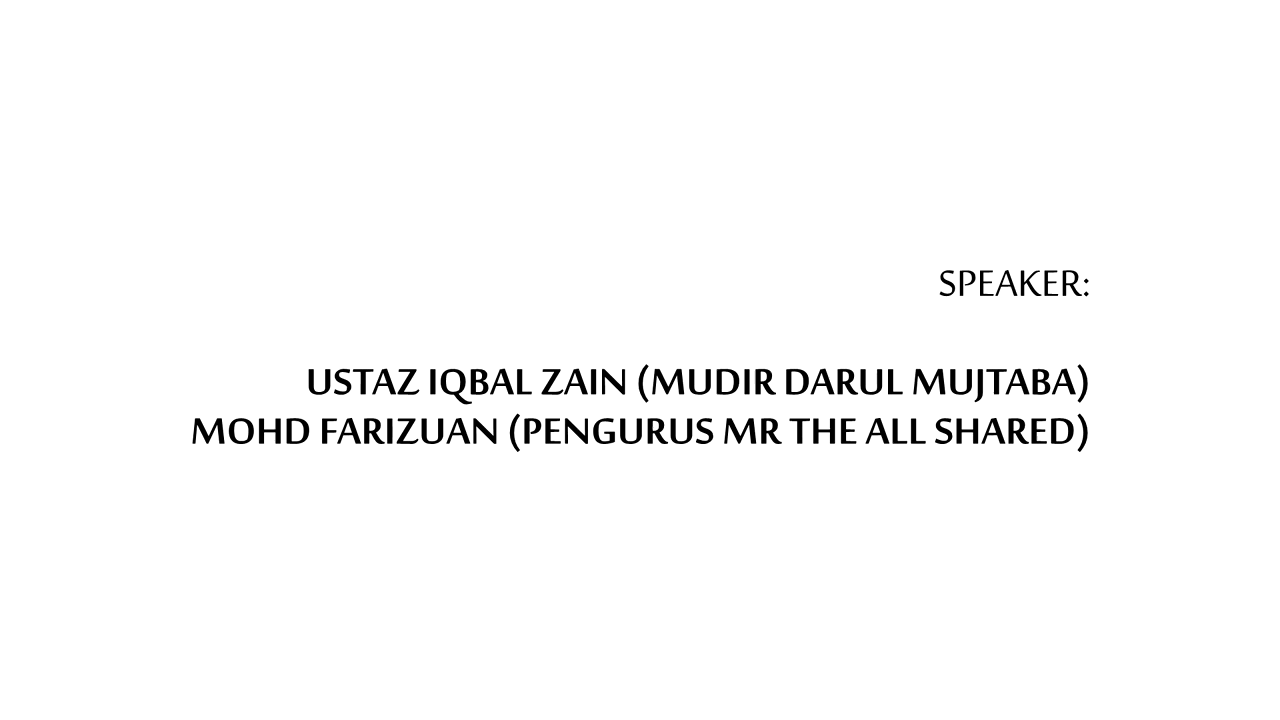 SPEAKER:
USTAZ IQBAL ZAIN (MUDIR DARUL MUJTABA)
MOHD FARIZUAN (PENGURUS MR THE ALL SHARED)